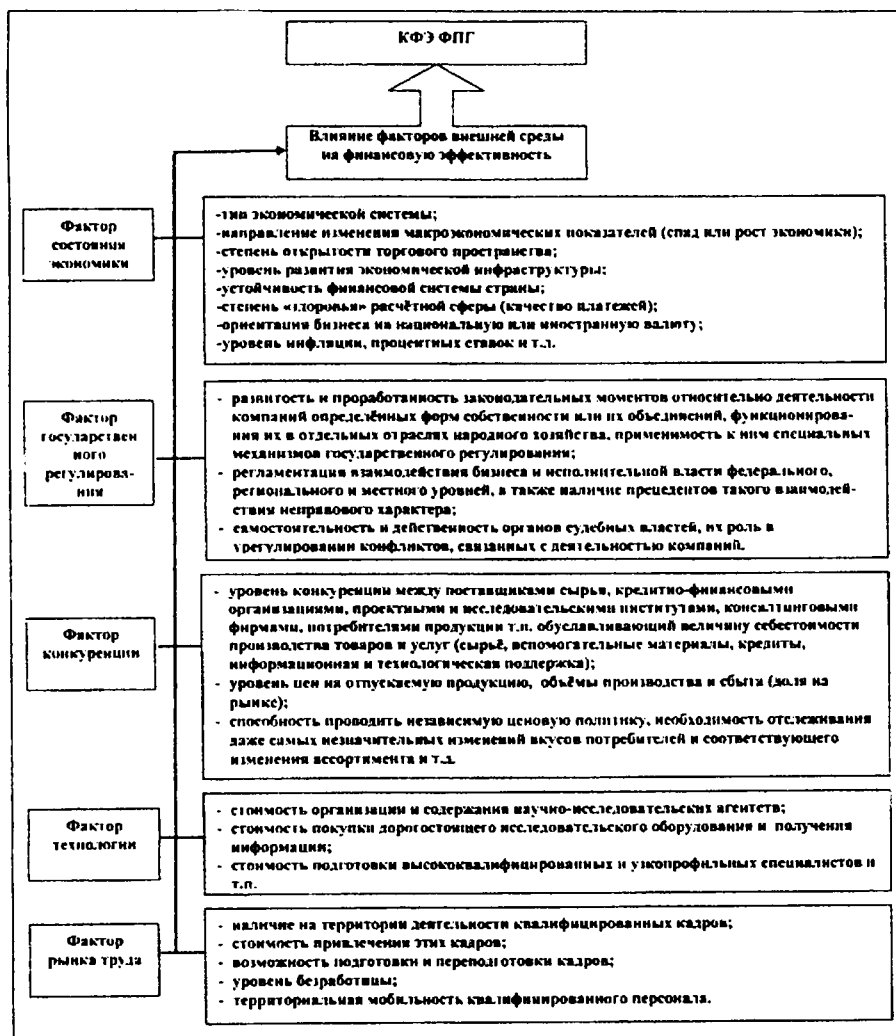 КФЭ ФПГ
Влияние факторов внешней среды
на финансовую эффективность
Фактор
состояния
экономики
-тип экономической системы;
-направление изменения макроэкономических показателей (спад или рост экономики);
-степень открытости торгового пространства;
-уровень развития экономической инфраструктуры;
-устойчивость финансовой системы страны;
-степень «здоровья» расчётной сферы (качество платежей);
-ориентация бизнеса на национальную или иностранную валюту;
-уровень инфляции, процентных ставок и т.д.
Фактор
государствен
ного
регулирова-
ния
- развитость и проработанность законодательных моментов относительно деятельности
компаний определённых форм собственности или их объединений, функционирова-
ния их в отдельных отраслях народного хозяйства, применимость к ним специальных
механизмов государственного регулирования;
- регламентация взаимодействия бизнеса и исполнительной власти федерального,
регионального и местного уровней, а также наличие прецедентов такого взаимодей-
ствия неправового характера;
- самостоятельность и действенность органов судебных властей, их роль в
урегулировании конфликтов, связанных с деятельностью компаний.
Фактор
конкуренции
- уровень конкуренции между поставщиками сырья, кредитно-финансовыми
организациями, проектными и исследовательскими институтами, консалтинговыми
фирмами, потребителями продукции т.п. обуславливающий величину себестоимости
производства товаров и услуг (сырьё, вспомогательные материалы, кредиты,
информационная и технологическая поддержка);
- уровень цен на отпускаемую продукцию, объёмы производства и сбыта (доля на
рынке);
- способность проводить независимую ценовую политику, необходимость отслеживания
даже самых незначительных изменений вкусов потребителей и соответствующего
изменения ассортимента и т.д.
Фактор
технологии
- стоимость организации и содержания научно-исследовательских агентств;
- стоимость покупки дорогостоящего исследовательского оборудования и получения
информации;
- стоимость подготовки высококвалифицированных и узкопрофильных специалистов и
т.п.
Фактор
рынка труда
- наличие на территории деятельности квалифицированных кадров;
- стоимость привлечения этих кадров;
- возможность подготовки и переподготовки кадров;
- уровень безработицы;
- территориальная мобильность квалифицированного персонала.